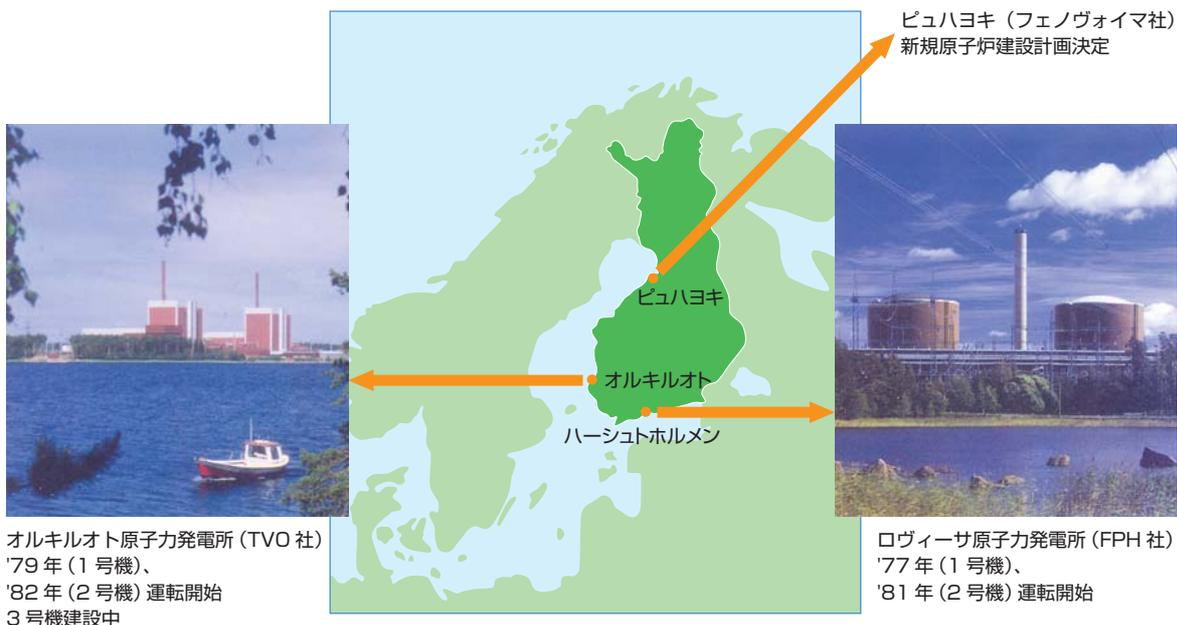 ピュハヨキ（フェノヴォイマ社）
新規原子炉建設計画決定
ピュハヨキ
オルキルオト
ハーシュトホルメン
オルキルオト原子力発電所（TVO 社）
'79 年（1 号機）、
'82 年（2 号機）運転開始
3 号機建設中
ロヴィーサ原子力発電所（FPH 社）
'77 年（1 号機）、
'81 年（2 号機）運転開始